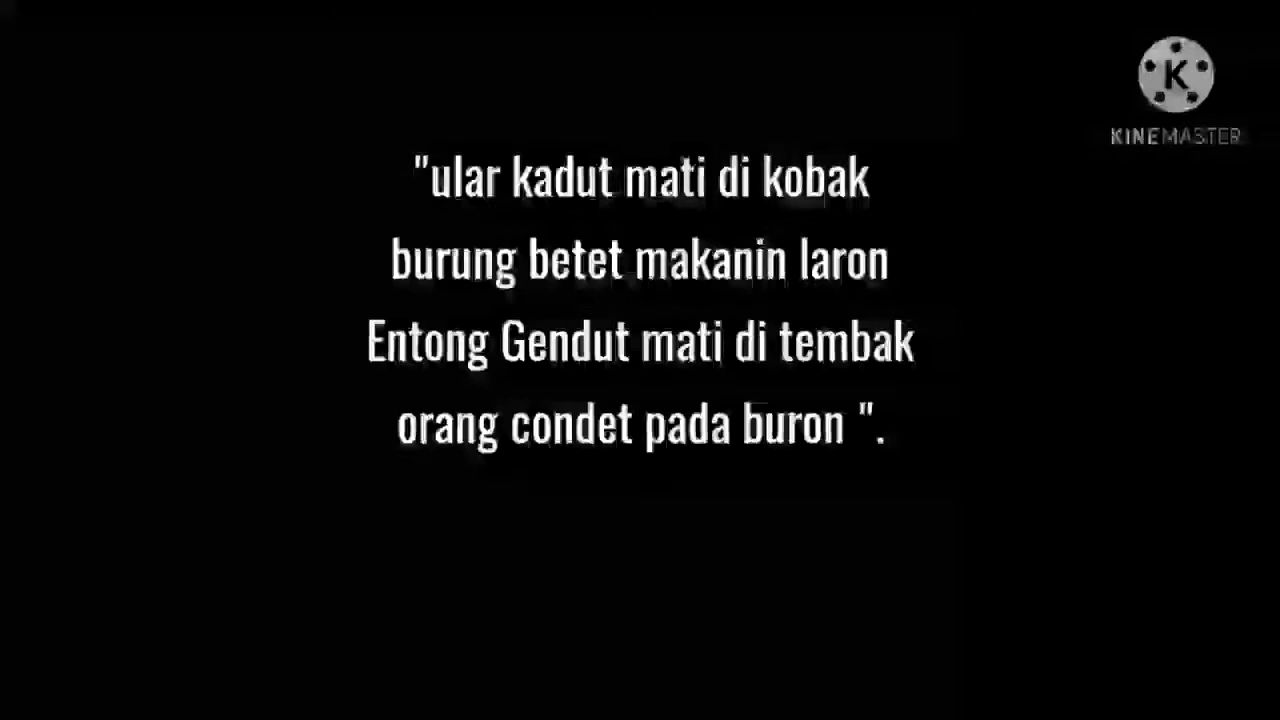 KINEMASTER
"ular kadut mati di kobak
burung betet makanin laron
Entong Gendut mati di tembak
orang condet pada buron ".